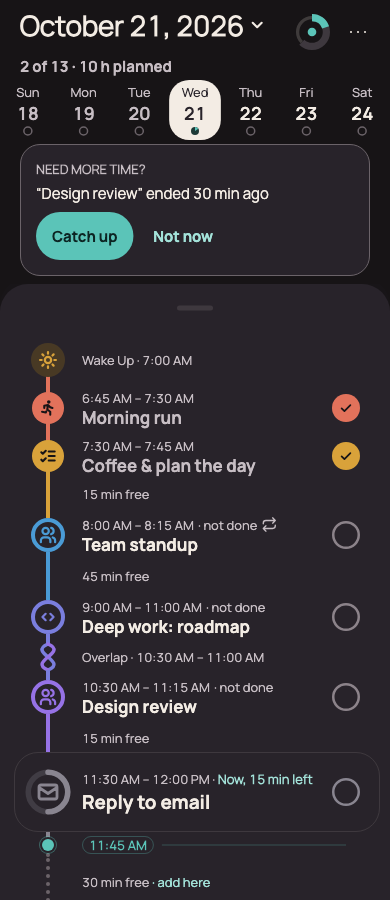 October 21, 2026
2 of 13 · 10 h planned
Sun Mon Tue Wed Thu Fri Sat
18 19 20 21 22 23 24
NEED MORE TIME?
“Design review” ended 30 min ago
Catch up Not now
Wake Up · 7:00 AM
6:45 AM – 7:30 AM
Morning run
7:30 AM – 7:45 AM
Coffee & plan the day
15 min free
8:00 AM – 8:15 AM · not done
Team standup
45 min free
9:00 AM – 11:00 AM · not done
Deep work: roadmap
Overlap · 10:30 AM – 11:00 AM
10:30 AM – 11:15 AM · not done
Design review
15 min free
11:30 AM – 12:00 PM · Now, 15 min left
Reply to email
11:45 AM
30 min free · add here